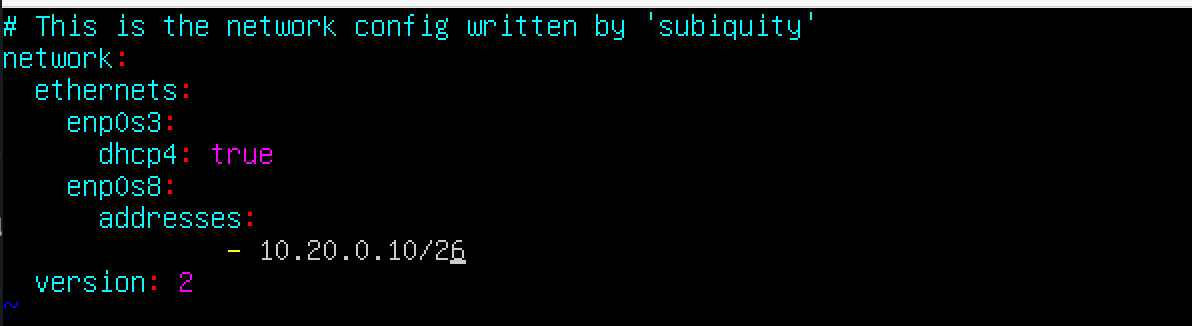 # This is the network config written by 'subiquity'
network:
  ethernets:
    enp0s3:
      dhcp4: true
    enp0s8:
      addresses:
              - 10.20.0.10/26
  version: 2
~